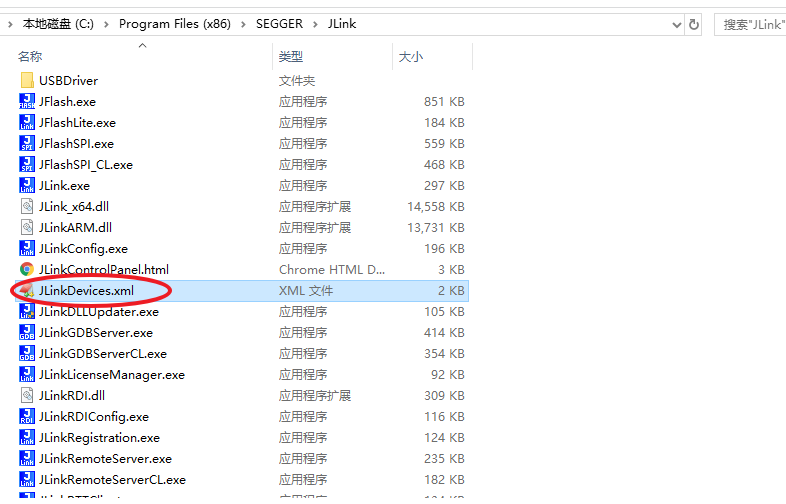 本地磁盘 (C:) > Program Files (x86) > SEGGER > JLink 搜索"JLink"
名称 类型 大小
USBDriver 文件夹
JFlash.exe 应用程序 851 KB
JFlashLite.exe 应用程序 184 KB
JFlashSPI.exe 应用程序 559 KB
JFlashSPI_CL.exe 应用程序 468 KB
JLink.exe 应用程序 297 KB
JLink_x64.dll 应用程序扩展 14,558 KB
JLinkARM.dll 应用程序扩展 13,731 KB
JLinkConfig.exe 应用程序 196 KB
JLinkControlPanel.html Chrome HTML D... 3 KB
JLinkDevices.xml XML 文件 2 KB
JLinkDLLUpdater.exe 应用程序 105 KB
JLinkGDBServer.exe 应用程序 414 KB
JLinkGDBServerCL.exe 应用程序 354 KB
JLinkLicenseManager.exe 应用程序 92 KB
JLinkRDI.dll 应用程序扩展 309 KB
JLinkRDIConfig.exe 应用程序 116 KB
JLinkRegistration.exe 应用程序 124 KB
JLinkRemoteServer.exe 应用程序 235 KB
JLinkRemoteServerCL.exe 应用程序 182 KB